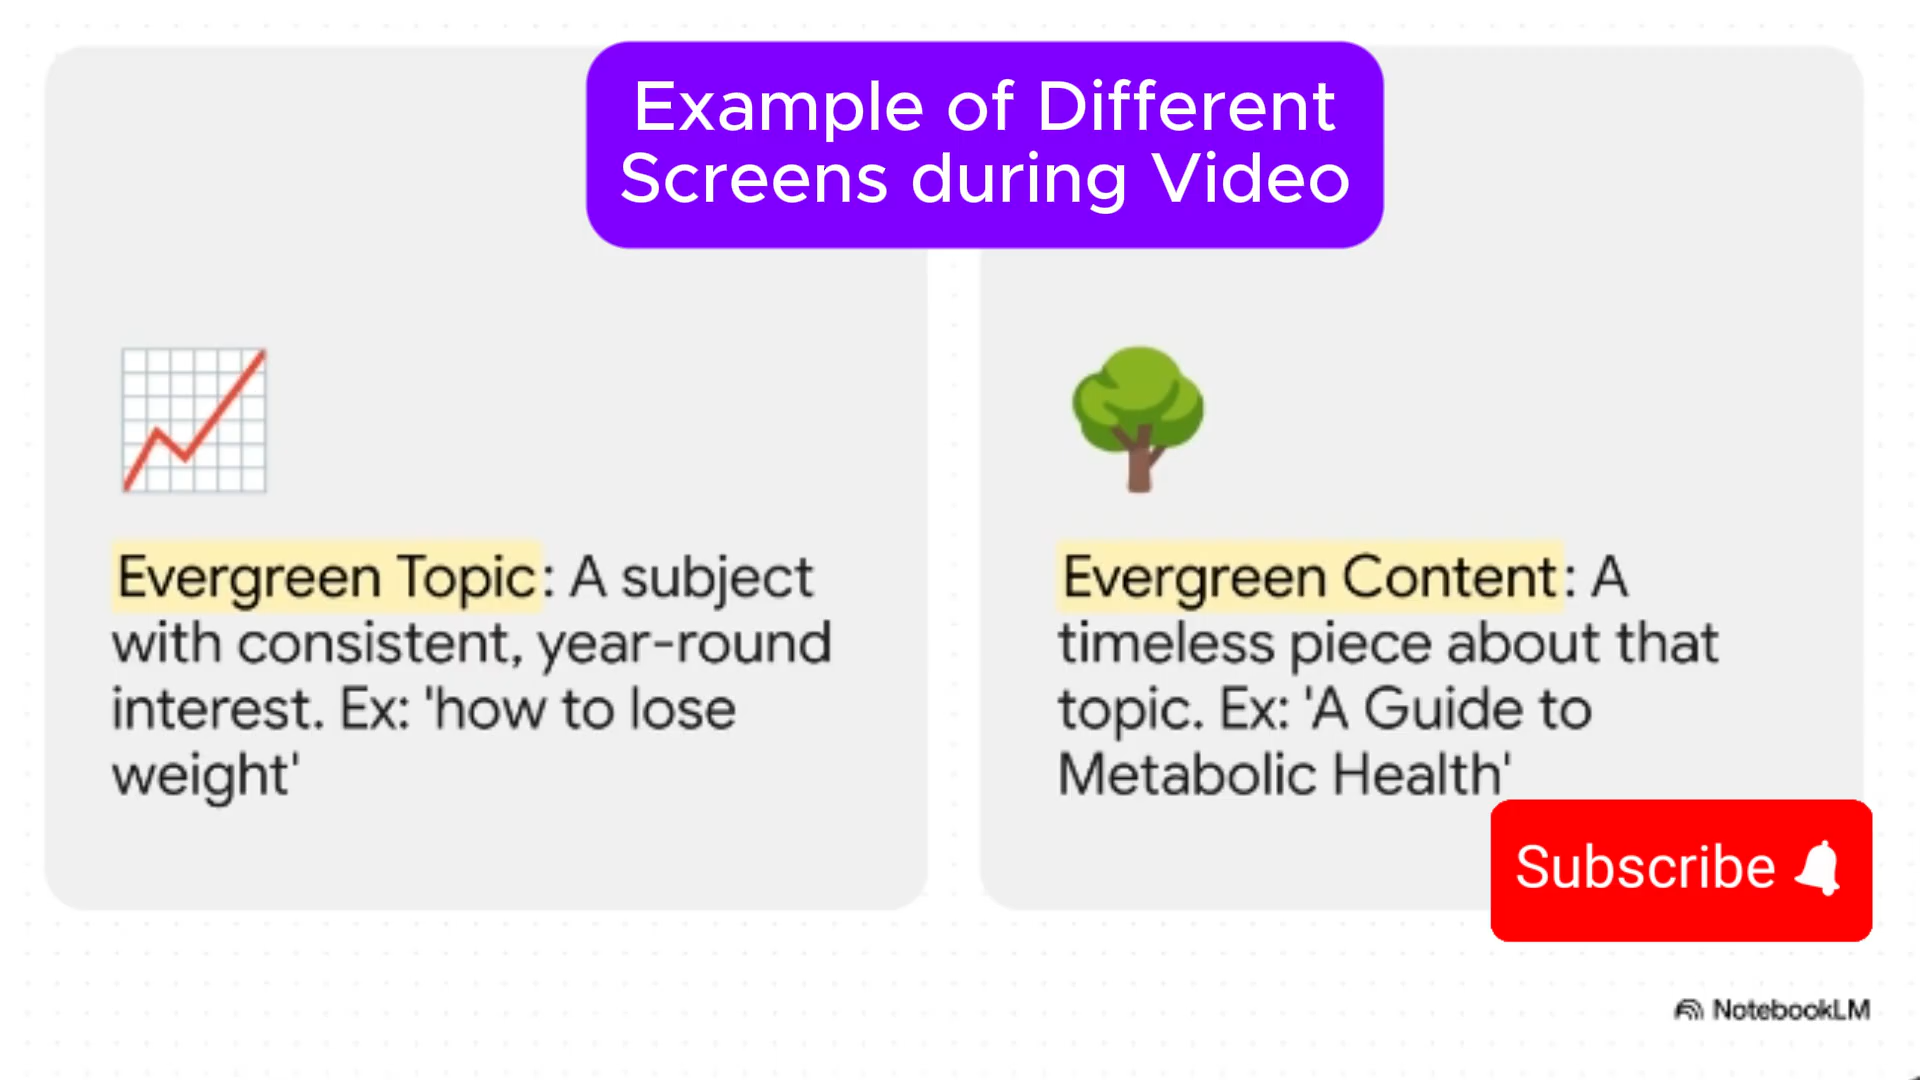 Example of Different
Screens during Video
Evergreen Topic: A subject
with consistent, year-round
interest. Ex: 'how to lose
weight'
Evergreen Content: A
timeless piece about that
topic. Ex: 'A Guide to
Metabolic Health'
Subscribe
NotebookLM